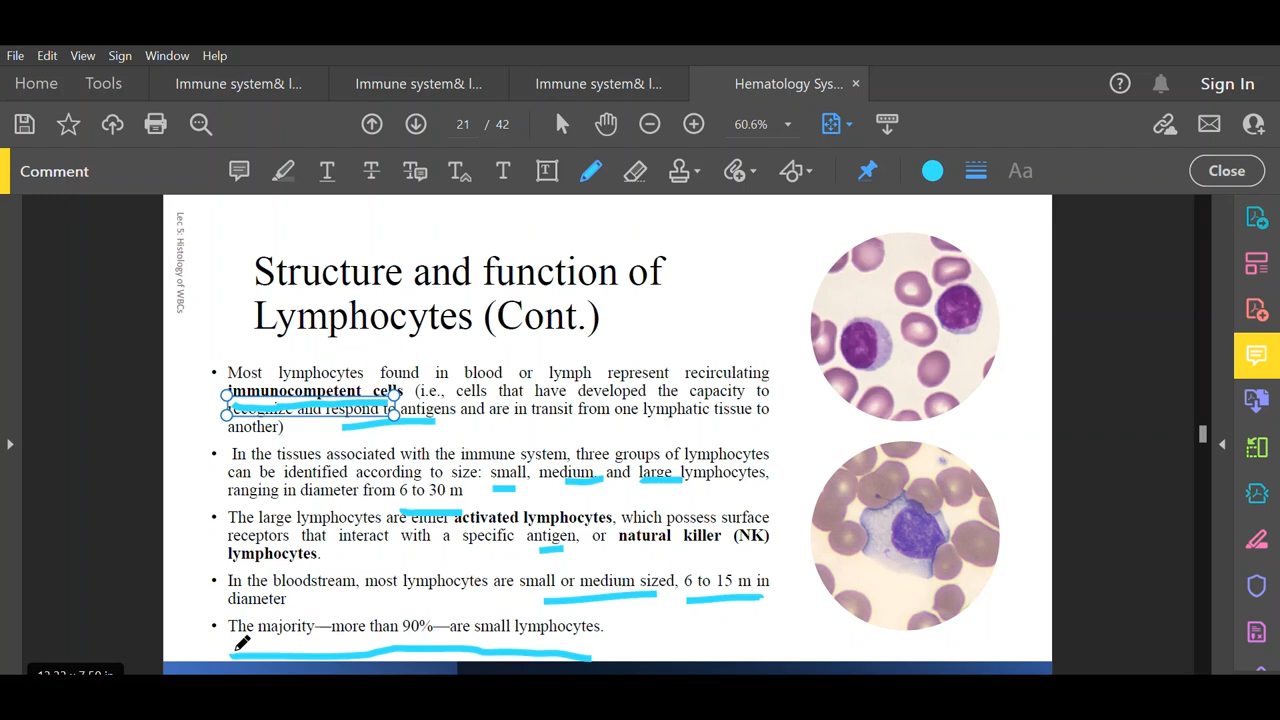 File Edit View Sign Window Help
Home Tools Immune system& l... Immune system& l... Immune system& l... Hematology Sys... × Sign In
21 / 42 60.6%
Comment Aa Close
Lec 5: Histology of WBCs
Structure and function of
Lymphocytes (Cont.)
• Most lymphocytes found in blood or lymph represent recirculating
immunocompetent cells (i.e., cells that have developed the capacity to
recognize and respond to antigens and are in transit from one lymphatic tissue to
another)
• In the tissues associated with the immune system, three groups of lymphocytes
can be identified according to size: small, medium, and large lymphocytes,
ranging in diameter from 6 to 30 m
• The large lymphocytes are either activated lymphocytes, which possess surface
receptors that interact with a specific antigen, or natural killer (NK)
lymphocytes.
• In the bloodstream, most lymphocytes are small or medium sized, 6 to 15 m in
diameter
• The majority—more than 90%—are small lymphocytes.